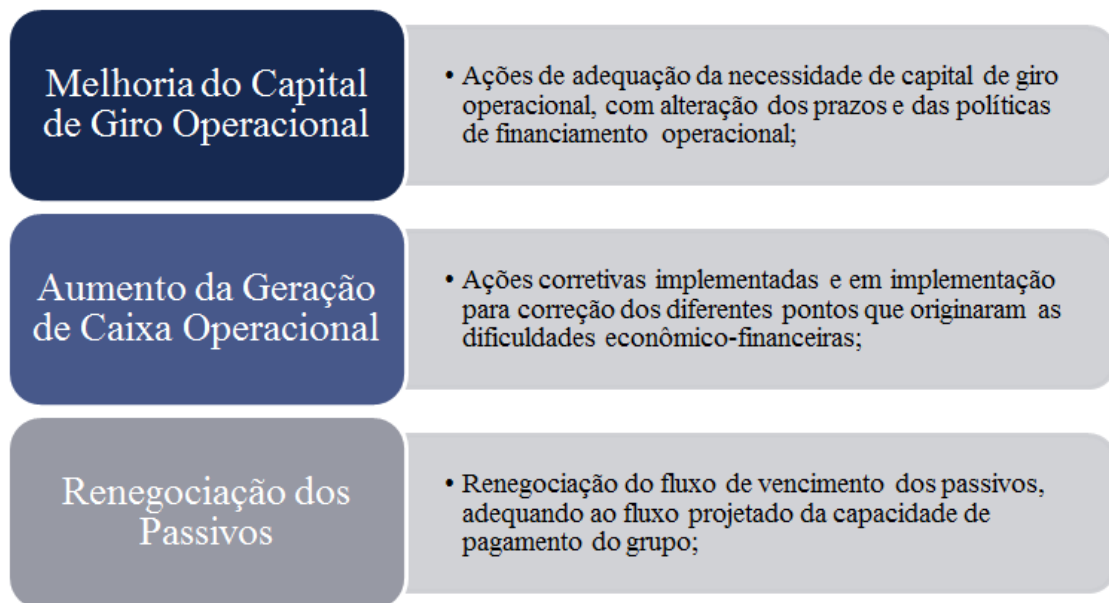 Melhoria do Capital
de Giro Operacional
• Ações de adequação da necessidade de capital de giro
operacional, com alteração dos prazos e das políticas
de financiamento operacional;
Aumento da Geração
de Caixa Operacional
• Ações corretivas implementadas e em implementação
para correção dos diferentes pontos que originaram as
dificuldades econômico-financeiras;
Renegociação dos
Passivos
• Renegociação do fluxo de vencimento dos passivos,
adequando ao fluxo projetado da capacidade de
pagamento do grupo;